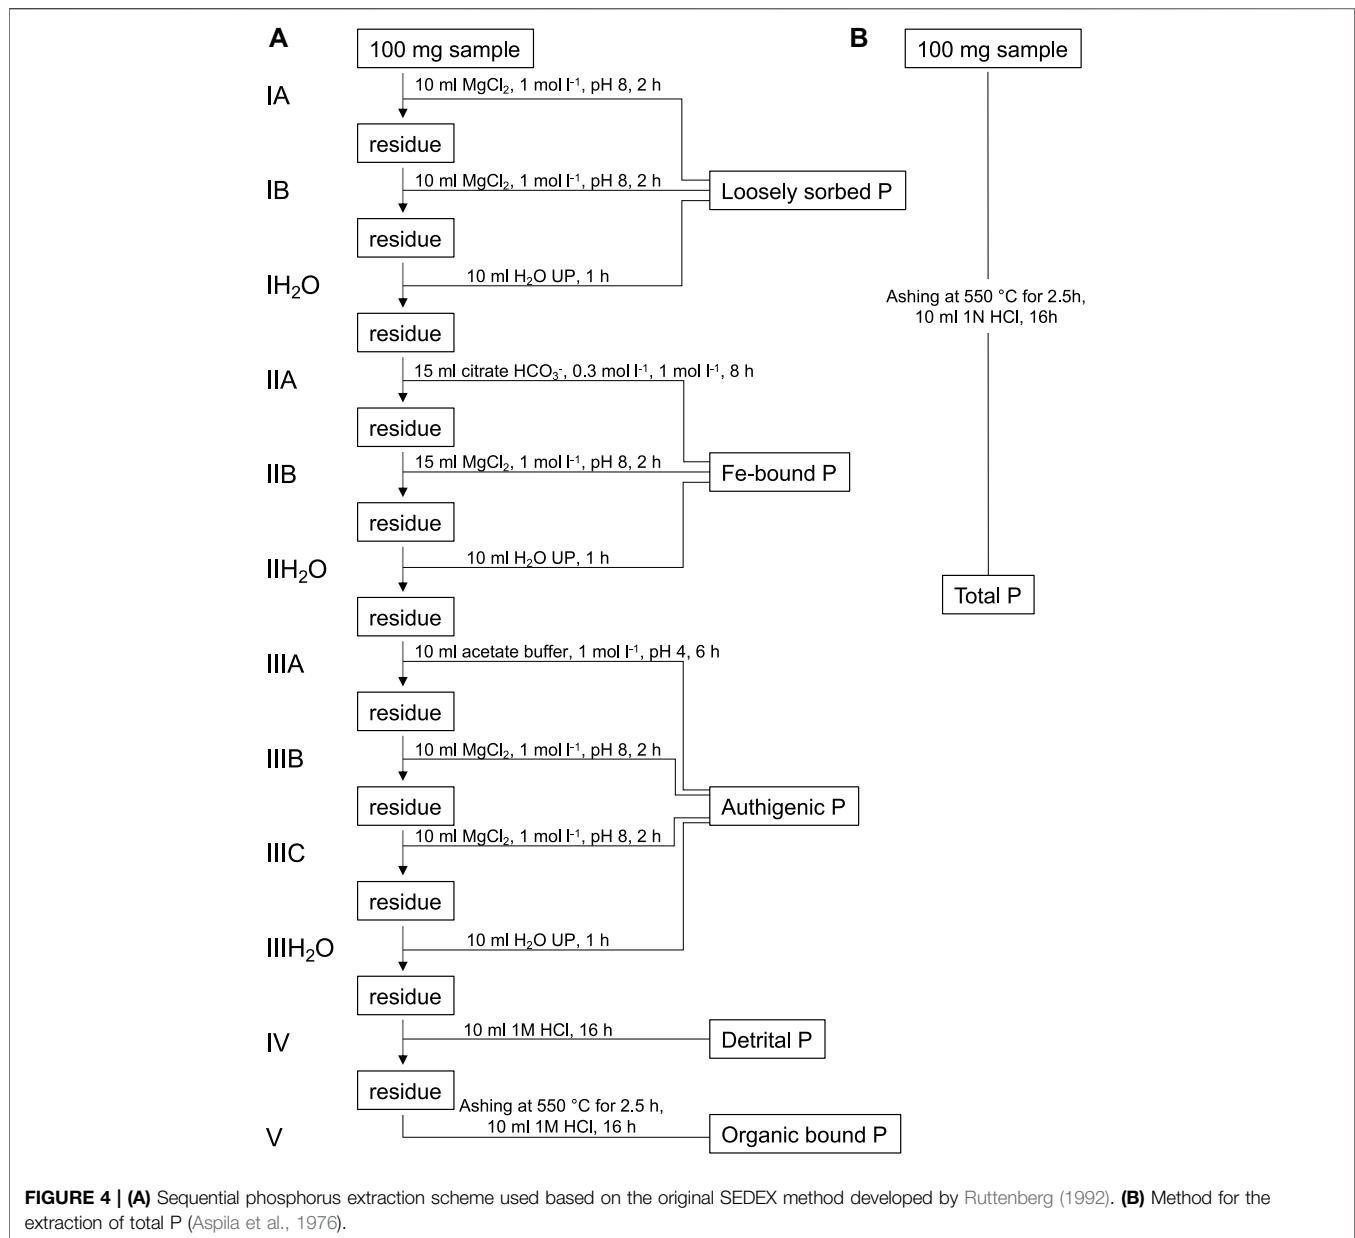 A
100 mg sample
IA
10 ml MgCl₂, 1 mol l⁻¹, pH 8, 2 h
residue
IB
10 ml MgCl₂, 1 mol l⁻¹, pH 8, 2 h
Loosely sorbed P
residue
IH₂O
10 ml H₂O UP, 1 h
residue
IIA
15 ml citrate HCO₃⁻, 0.3 mol l⁻¹, 1 mol l⁻¹, 8 h
residue
IIB
15 ml MgCl₂, 1 mol l⁻¹, pH 8, 2 h
Fe-bound P
residue
IIH₂O
10 ml H₂O UP, 1 h
residue
IIIA
10 ml acetate buffer, 1 mol l⁻¹, pH 4, 6 h
residue
IIIB
10 ml MgCl₂, 1 mol l⁻¹, pH 8, 2 h
residue
Authigenic P
IIIC
10 ml MgCl₂, 1 mol l⁻¹, pH 8, 2 h
residue
IIIH₂O
10 ml H₂O UP, 1 h
residue
IV
10 ml 1M HCl, 16 h
Detrital P
residue
V
Ashing at 550 °C for 2.5 h,
10 ml 1M HCl, 16 h
Organic bound P
B
100 mg sample
Ashing at 550 °C for 2.5h,
10 ml 1N HCl, 16h
Total P
FIGURE 4 | (A) Sequential phosphorus extraction scheme used based on the original SEDEX method developed by Ruttenberg (1992). (B) Method for the
extraction of total P (Aspila et al., 1976).